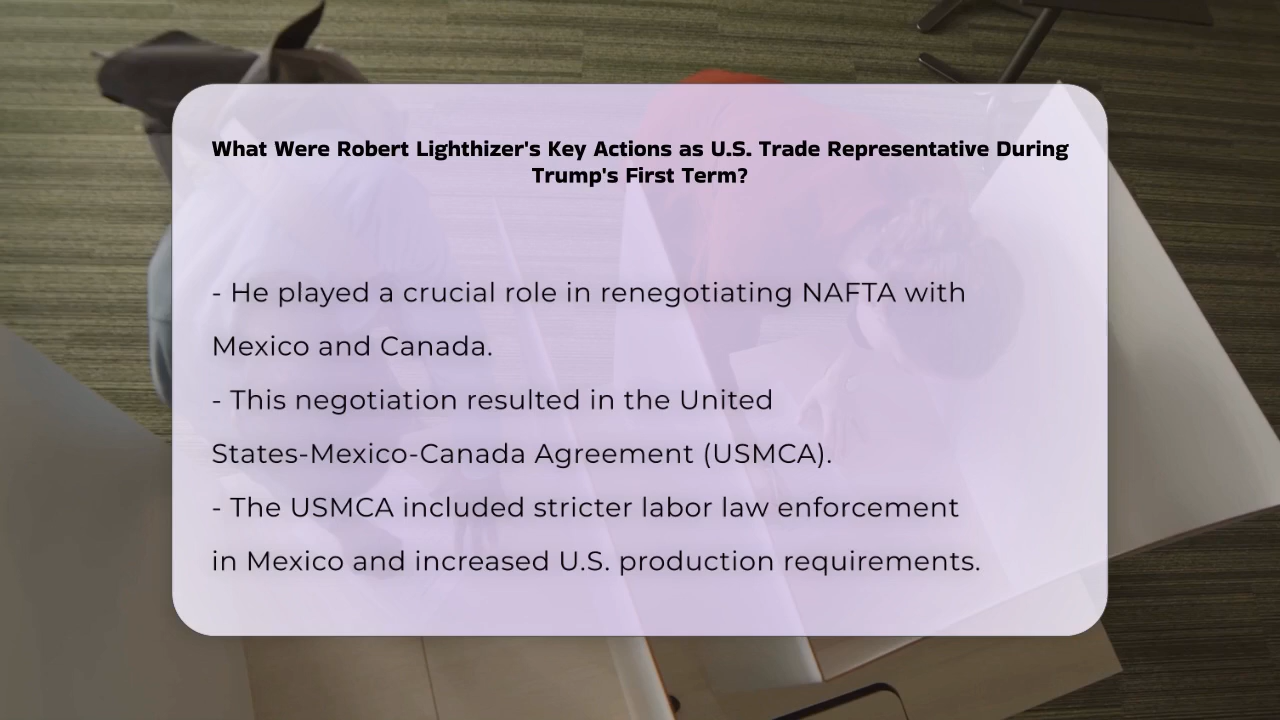 What Were Robert Lighthizer's Key Actions as U.S. Trade Representative During
Trump's First Term?
- He played a crucial role in renegotiating NAFTA with
Mexico and Canada.
- This negotiation resulted in the United
States-Mexico-Canada Agreement (USMCA).
- The USMCA included stricter labor law enforcement
in Mexico and increased U.S. production requirements.